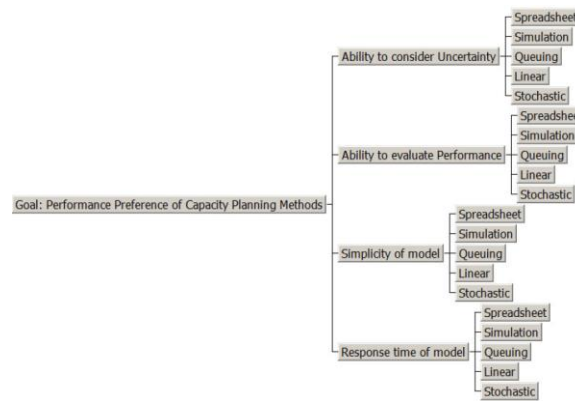 Goal: Performance Preference of Capacity Planning Methods
Ability to consider Uncertainty
Spreadsheet
Simulation
Queuing
Linear
Stochastic
Ability to evaluate Performance
Spreadsheet
Simulation
Queuing
Linear
Stochastic
Simplicity of model
Spreadsheet
Simulation
Queuing
Linear
Stochastic
Response time of model
Spreadsheet
Simulation
Queuing
Linear
Stochastic